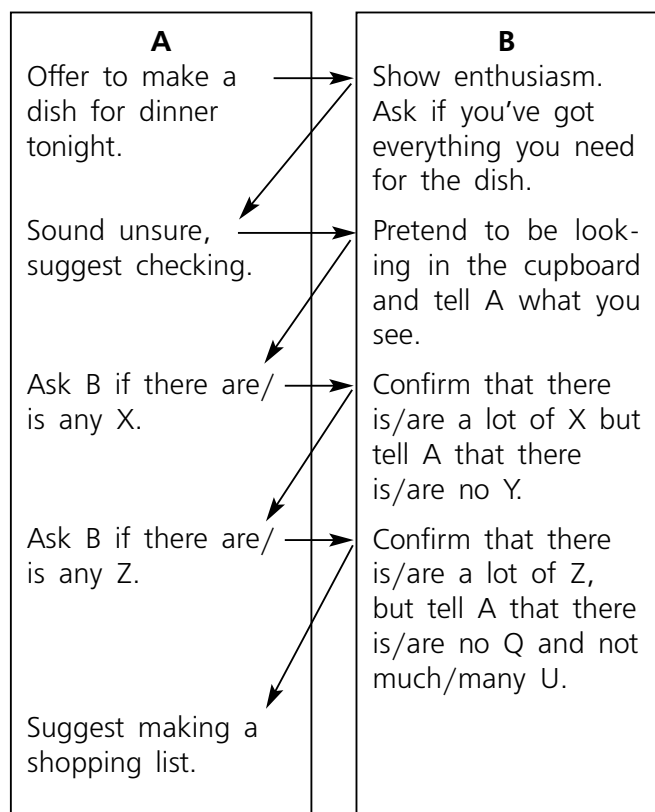 A
Offer to make a
dish for dinner
tonight.
B
Show enthusiasm.
Ask if you've got
everything you need
for the dish.
Sound unsure,
suggest checking.
Pretend to be look-
ing in the cupboard
and tell A what you
see.
Ask B if there are/
is any X.
Confirm that there
is/are a lot of X but
tell A that there
is/are no Y.
Ask B if there are/
is any Z.
Confirm that there
is/are a lot of Z,
but tell A that there
is/are no Q and not
much/many U.
Suggest making a
shopping list.